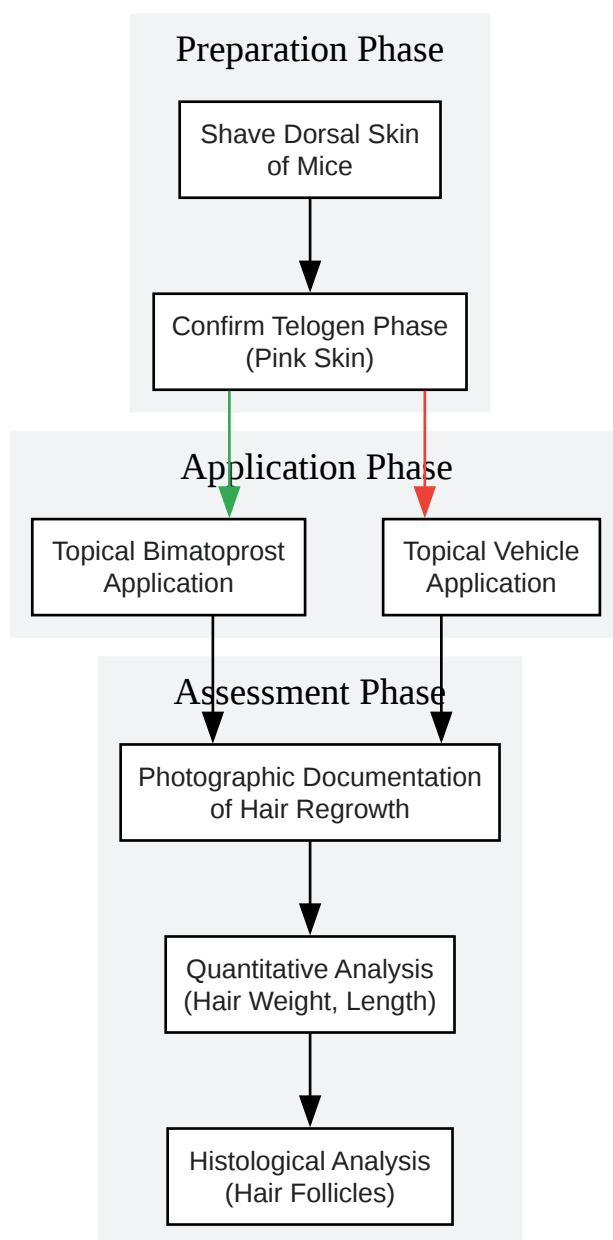 Preparation Phase
Shave Dorsal Skin
of Mice
Confirm Telogen Phase
(Pink Skin)
Application Phase
Topical Bimatoprost
Application
Topical Vehicle
Application
Assessment Phase
Photographic Documentation
of Hair Regrowth
Quantitative Analysis
(Hair Weight, Length)
Histological Analysis
(Hair Follicles)